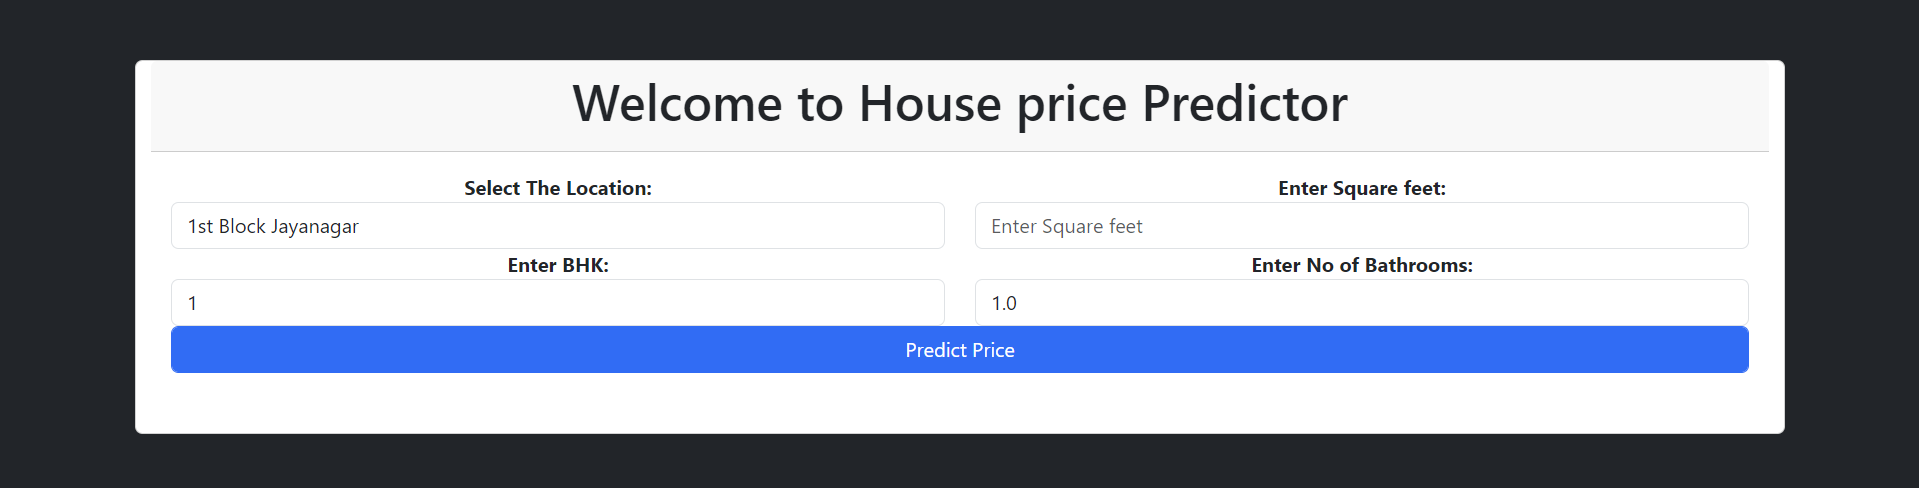 Welcome to House price Predictor
Select The Location:
1st Block Jayanagar
Enter Square feet:
Enter Square feet
Enter BHK:
1
Enter No of Bathrooms:
1.0
Predict Price